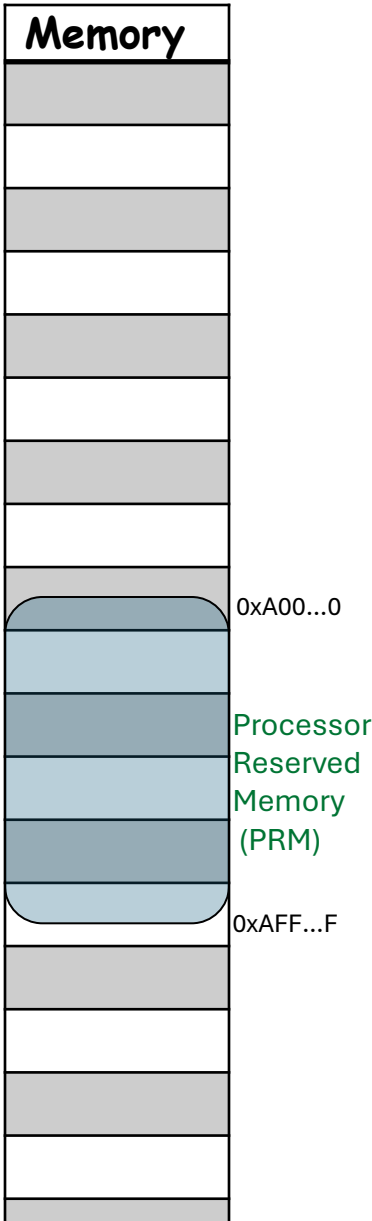 Memory
0xA00...0
Processor
Reserved
Memory
(PRM)
0xAFF...F